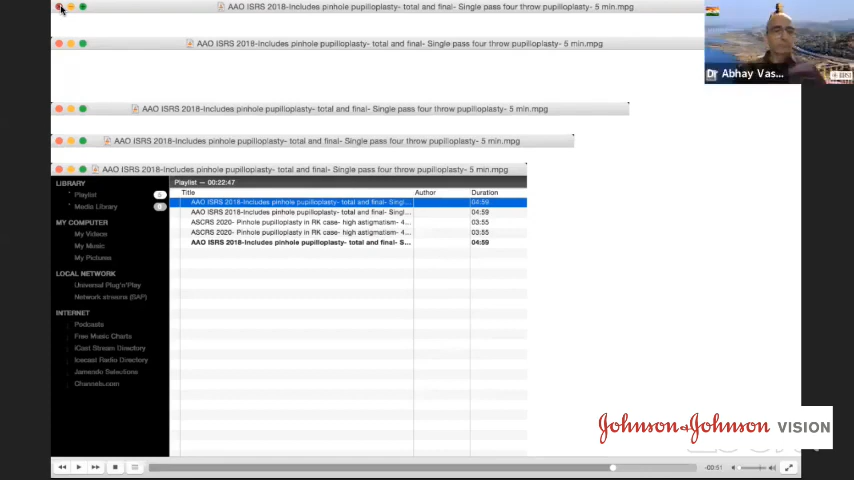 AAO ISRS 2018-Includes pinhole pupilloplasty- total and final- Single pass four throw pupilloplasty- 5 min.mpg
AAO ISRS 2018-Includes pinhole pupilloplasty- total and final- Single pass four throw pupilloplasty- 5 min.mpg
Dr Abhay Vas...
AAO ISRS 2018-Includes pinhole pupilloplasty- total and final- Single pass four throw pupilloplasty- 5 min.mpg
AAO ISRS 2018-Includes pinhole pupilloplasty- total and final- Single pass four throw pupilloplasty- 5 min.mpg
AAO ISRS 2018-Includes pinhole pupilloplasty- total and final- Single pass four throw pupilloplasty- 5 min.mpg
LIBRARY
Playlist
Media Library
MY COMPUTER
My Videos
My Music
My Pictures
LOCAL NETWORK
Universal Plug'n'Play
Network streams (SAP)
INTERNET
Podcasts
Free Music Charts
iCast Stream Directory
Icecast Radio Directory
Jamendo Selections
Channels.com
Playlist — 00:22:47
Title Author Duration
AAO ISRS 2018-Includes pinhole pupilloplasty- total and final- Singl... 04:59
AAO ISRS 2018-Includes pinhole pupilloplasty- total and final- Singl... 04:59
ASCRS 2020- Pinhole pupilloplasty in RK case- high astigmatism- 4... 03:55
ASCRS 2020- Pinhole pupilloplasty in RK case- high astigmatism- 4... 03:55
AAO ISRS 2018-Includes pinhole pupilloplasty- total and final- S... 04:59
Johnson & Johnson VISION
-00:51